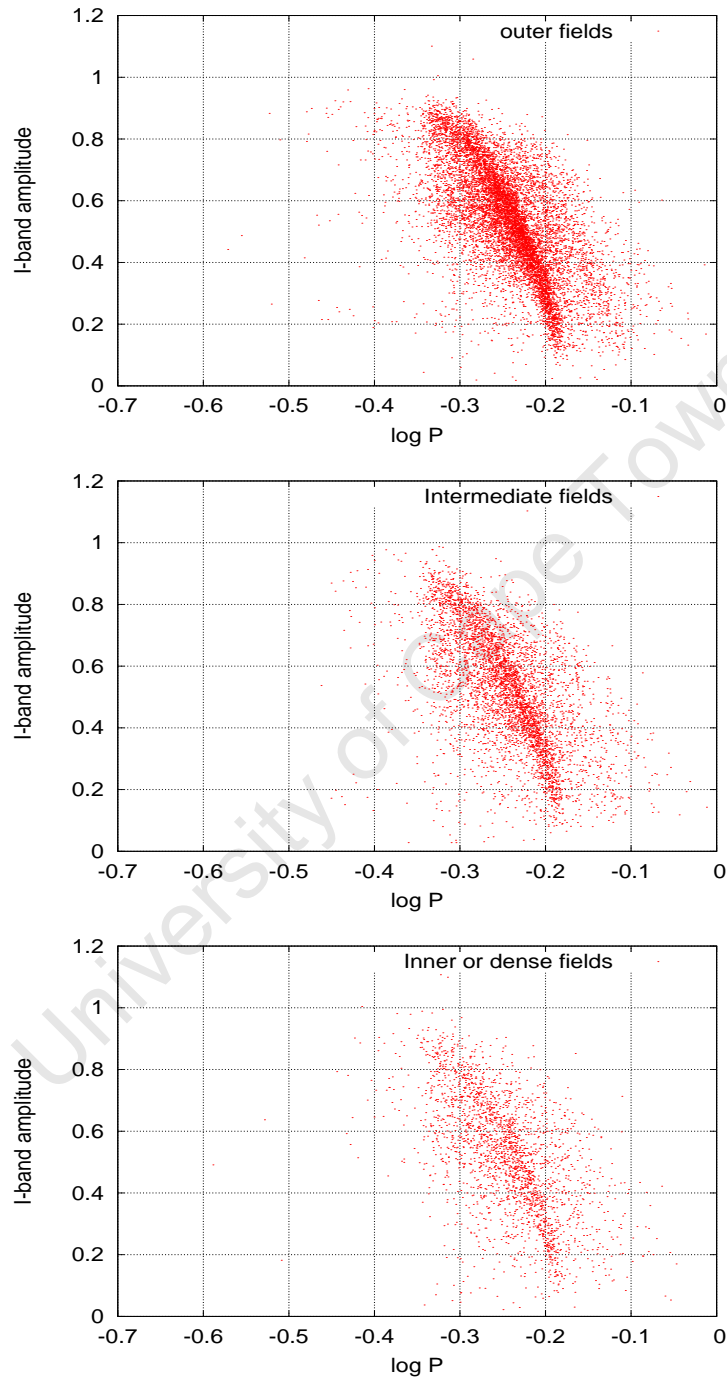 outer fields
1.2
1
0.8
0.6
0.4
0.2
0
I-band amplitude
-0.7 -0.6 -0.5 -0.4 -0.3 -0.2 -0.1 0
log P
Intermediate fields
1.2
1
0.8
0.6
0.4
0.2
0
I-band amplitude
-0.7 -0.6 -0.5 -0.4 -0.3 -0.2 -0.1 0
log P
Inner or dense fields
1.2
1
0.8
0.6
0.4
0.2
0
I-band amplitude
-0.7 -0.6 -0.5 -0.4 -0.3 -0.2 -0.1 0
log P
University of Cape Town